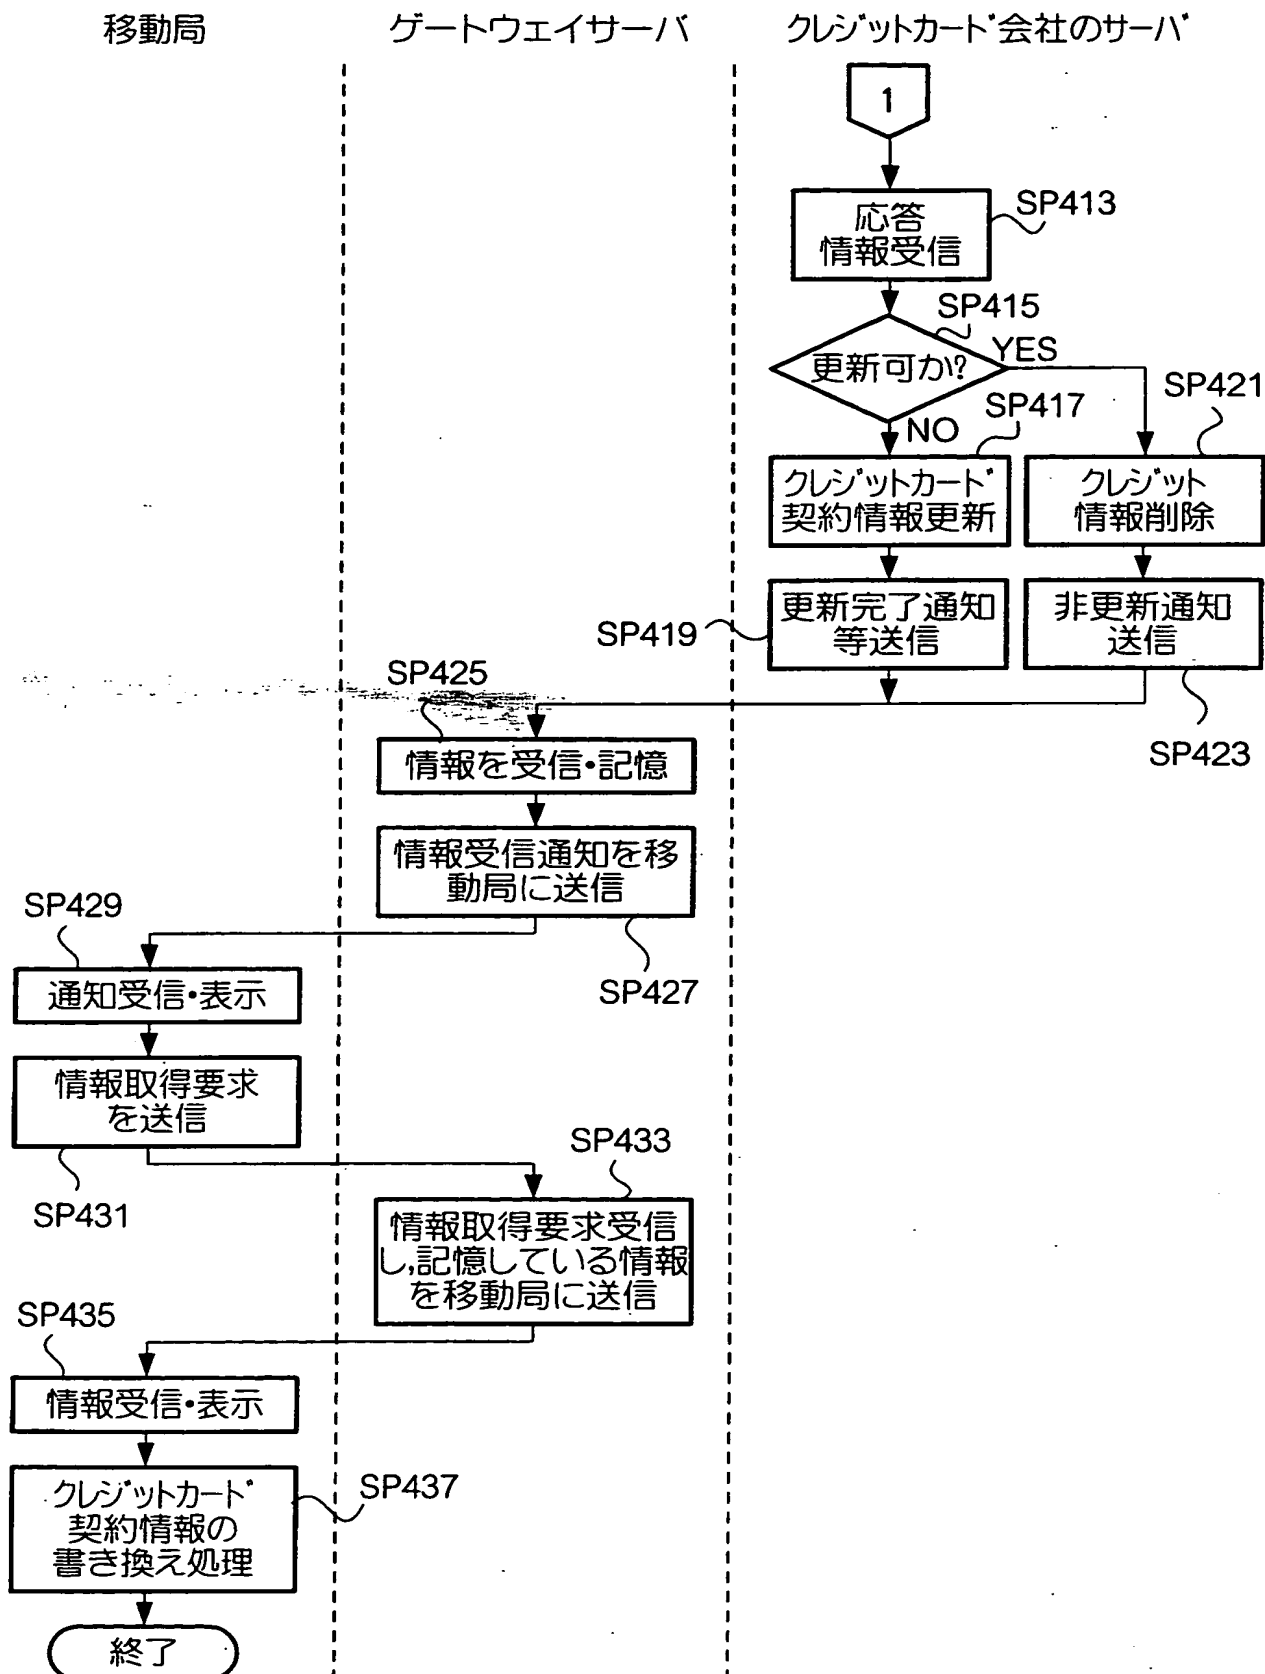 移動局
ゲートウェイサーバ
クレジットカード会社のサーバ
1
SP413
応答
情報受信
SP415
更新可か?
YES
SP421
SP417
NO
クレジットカード
契約情報更新
クレジット
情報削除
SP419
更新完了通知
等送信
非更新通知
送信
SP425
SP423
情報を受信・記憶
情報受信通知を移
動局に送信
SP429
SP427
通知受信・表示
情報取得要求
を送信
SP433
SP431
情報取得要求受信
し,記憶している情報
を移動局に送信
SP435
情報受信・表示
SP437
クレジットカード
契約情報の
書き換え処理
終了